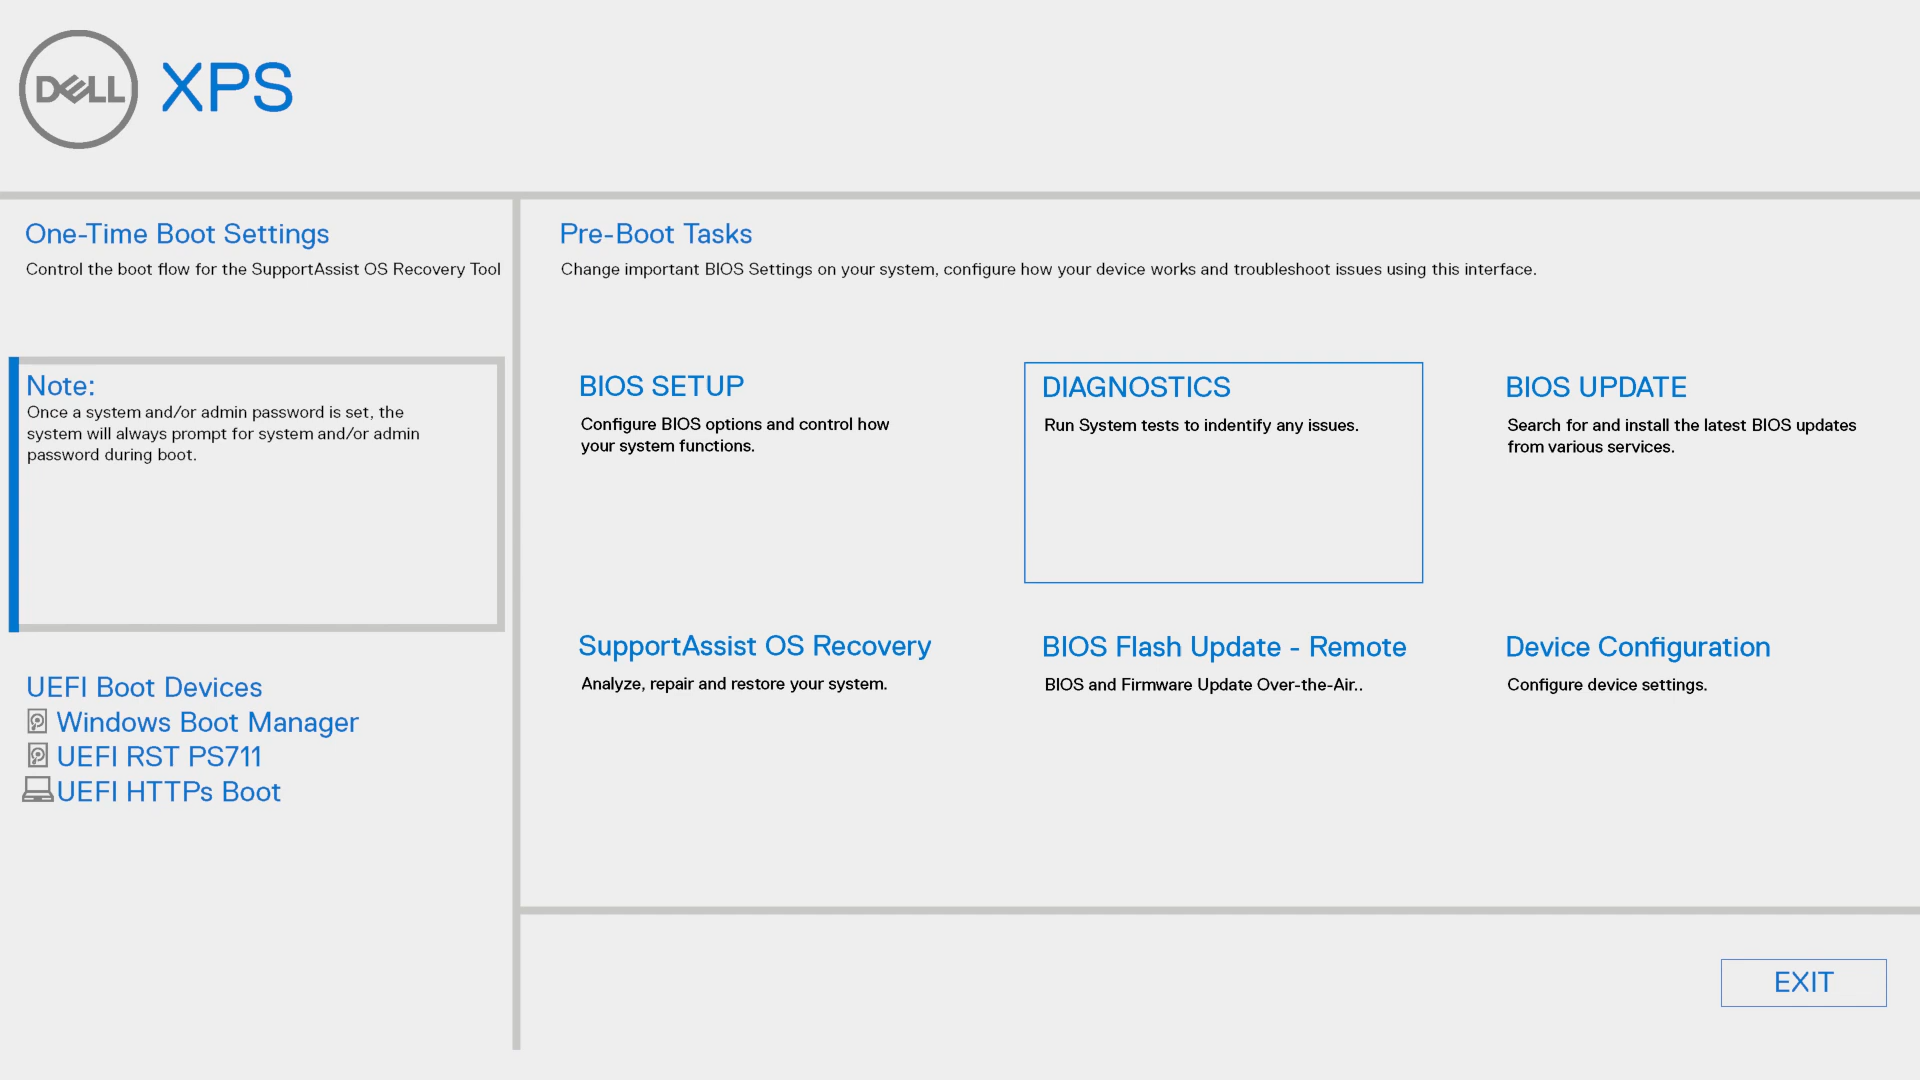 DELL XPS
One-Time Boot Settings
Control the boot flow for the SupportAssist OS Recovery Tool
Note:
Once a system and/or admin password is set, the
system will always prompt for system and/or admin
password during boot.
UEFI Boot Devices
Windows Boot Manager
UEFI RST PS711
UEFI HTTPs Boot
Pre-Boot Tasks
Change important BIOS Settings on your system, configure how your device works and troubleshoot issues using this interface.
BIOS SETUP
Configure BIOS options and control how
your system functions.
DIAGNOSTICS
Run System tests to indentify any issues.
BIOS UPDATE
Search for and install the latest BIOS updates
from various services.
SupportAssist OS Recovery
Analyze, repair and restore your system.
BIOS Flash Update - Remote
BIOS and Firmware Update Over-the-Air..
Device Configuration
Configure device settings.
EXIT